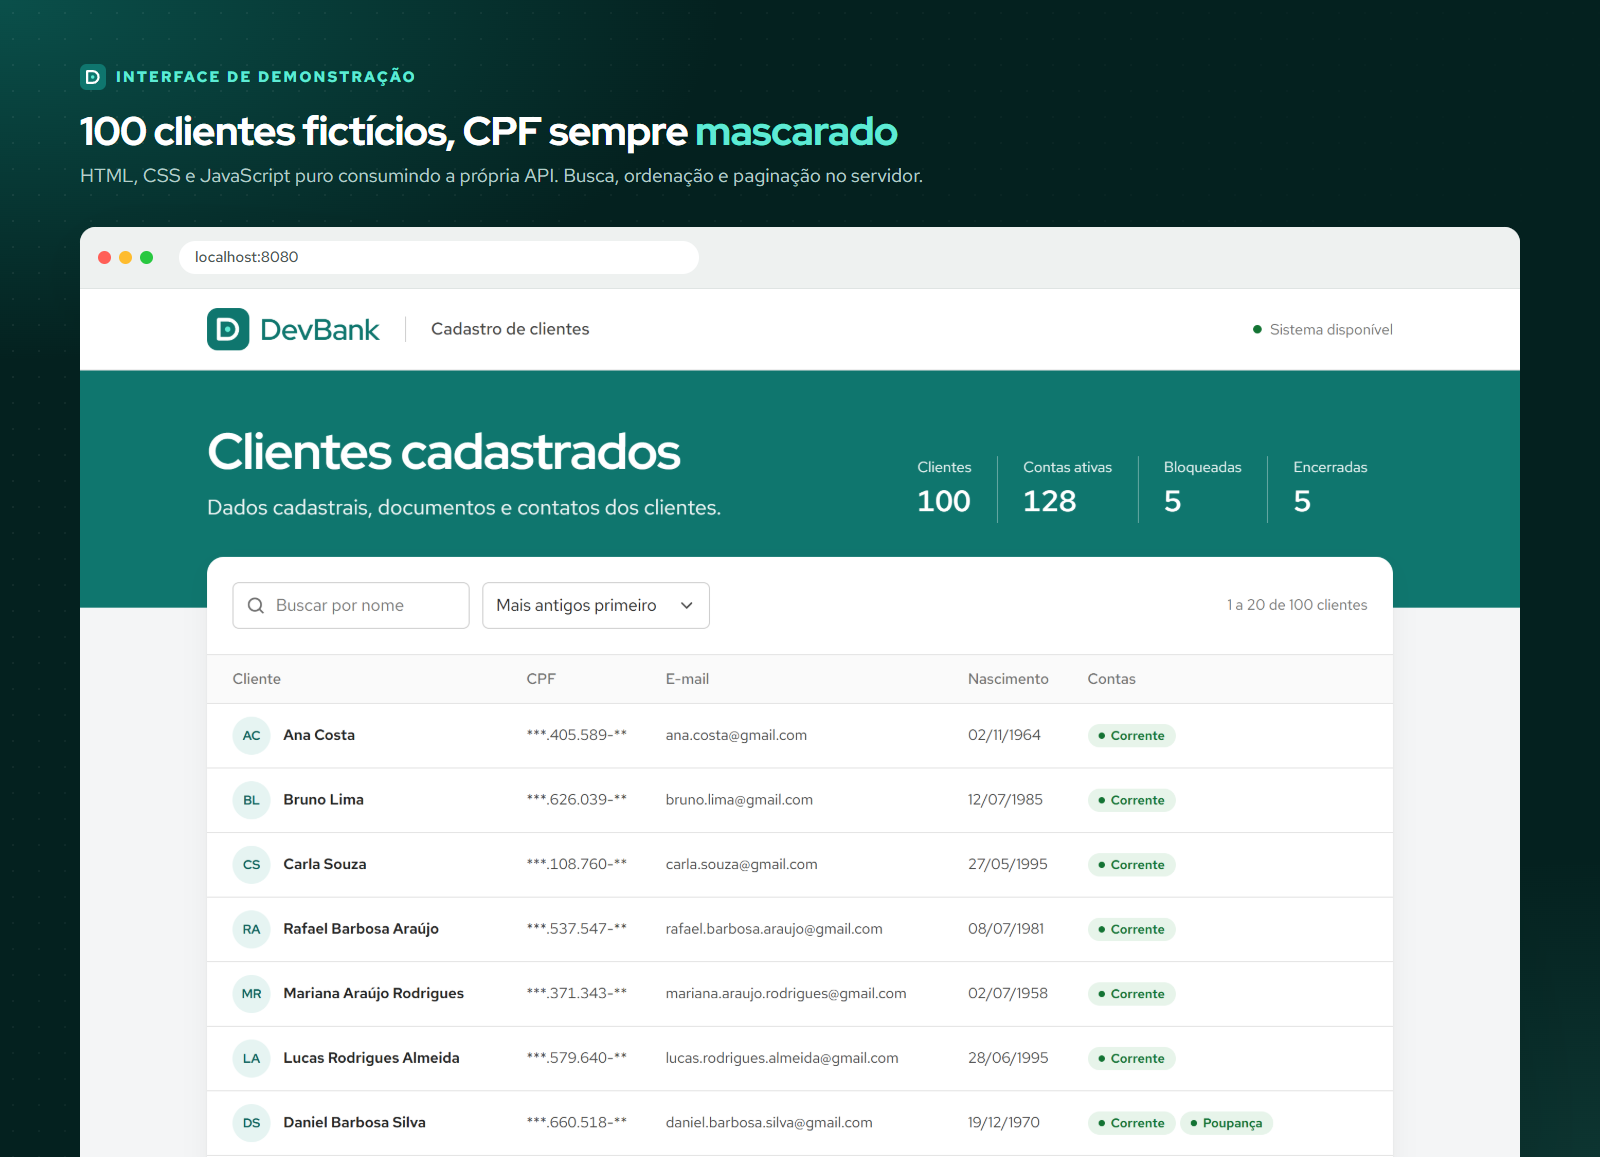 INTERFACE DE DEMONSTRAÇÃO
100 clientes fictícios, CPF sempre mascarado
HTML, CSS e JavaScript puro consumindo a própria API. Busca, ordenação e paginação no servidor.
localhost:8080
DevBank
Cadastro de clientes
Sistema disponível
Clientes cadastrados
Dados cadastrais, documentos e contatos dos clientes.
Clientes Contas ativas Bloqueadas Encerradas
100 128 5 5
Buscar por nome
Mais antigos primeiro
1 a 20 de 100 clientes
Cliente CPF E-mail Nascimento Contas
AC Ana Costa ***.405.589-** ana.costa@gmail.com 02/11/1964 Corrente
BL Bruno Lima ***.626.039-** bruno.lima@gmail.com 12/07/1985 Corrente
CS Carla Souza ***.108.760-** carla.souza@gmail.com 27/05/1995 Corrente
RA Rafael Barbosa Araújo ***.537.547-** rafael.barbosa.araujo@gmail.com 08/07/1981 Corrente
MR Mariana Araújo Rodrigues ***.371.343-** mariana.araujo.rodrigues@gmail.com 02/07/1958 Corrente
LA Lucas Rodrigues Almeida ***.579.640-** lucas.rodrigues.almeida@gmail.com 28/06/1995 Corrente
DS Daniel Barbosa Silva ***.660.518-** daniel.barbosa.silva@gmail.com 19/12/1970 Corrente Poupança